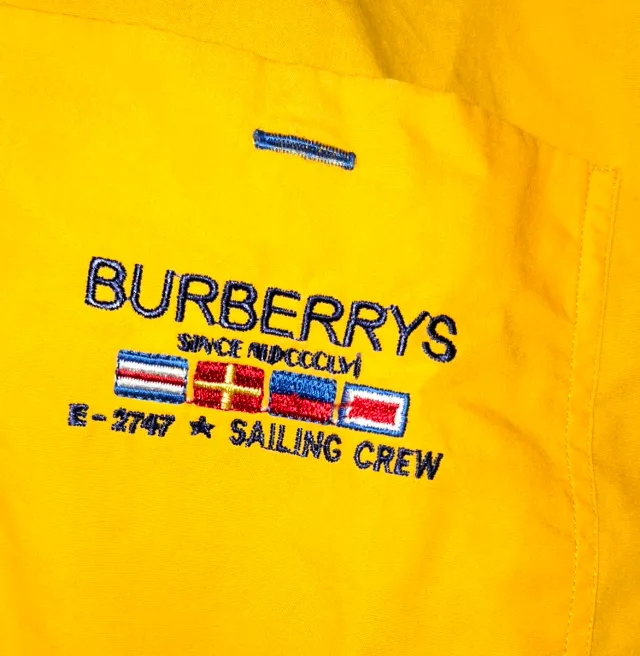 BURBERRYS
SINCE MDCCCLVI
E-2747 ★ SAILING CREW